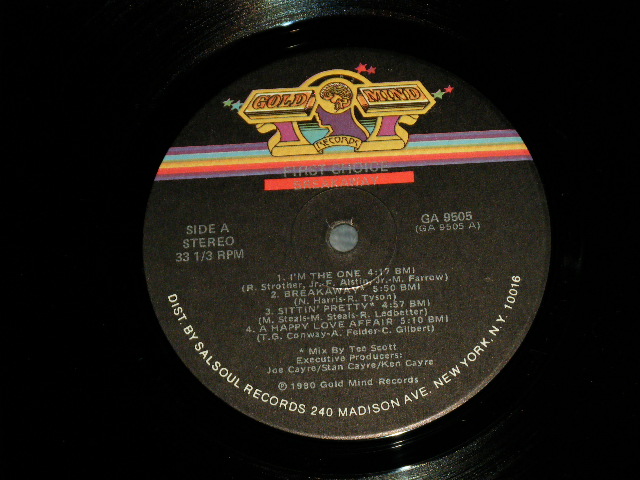 GOLD MIND
RECORDS
FIRST CHOICE
BREAKAWAY
SIDE A
STEREO
33 1/3 RPM
GA 9505
(GA 9505 A)
1. I'M THE ONE 4:17 BMI
(R. Strother, Jr.-F. Alstin, Jr.-M. Farrow)
2. BREAKAWAY* 5:50 BMI
(N. Harris-R. Tyson)
3. SITTIN' PRETTY* 4:57 BMI
(M. Steals-M. Steals-R. Ledbetter)
4. A HAPPY LOVE AFFAIR 5:10 BMI
(T.G. Conway-A. Felder-C. Gilbert)
* Mix By Tee Scott
Executive Producers:
Joe Cayre/Stan Cayre/Ken Cayre
℗ 1980 Gold Mind Records
DIST. BY SALSOUL RECORDS 240 MADISON AVE. NEW YORK, N.Y. 10016